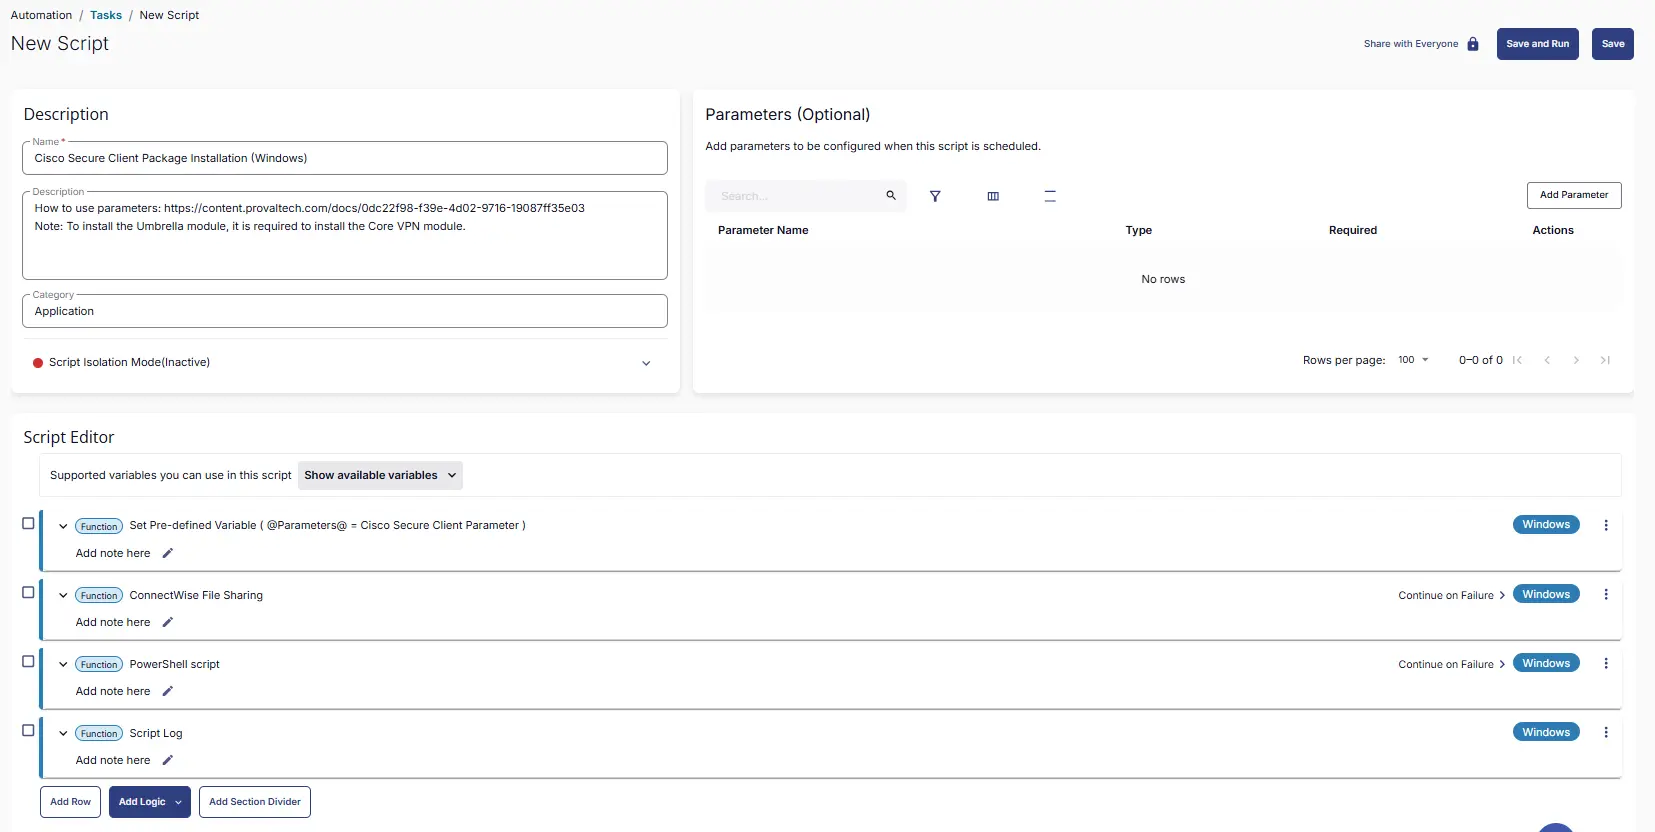 Automation / Tasks / New Script
New Script
Share with Everyone
Save and Run
Save
Description
Name *
Cisco Secure Client Package Installation (Windows)
Description
How to use parameters: https://content.provaltech.com/docs/0dc22f98-f39e-4d02-9716-19087ff35e03
Note: To install the Umbrella module, it is required to install the Core VPN module.
Category
Application
Script Isolation Mode(Inactive)
Parameters (Optional)
Add parameters to be configured when this script is scheduled.
Search...
Add Parameter
Parameter Name Type Required Actions
No rows
Rows per page: 100 0–0 of 0
Script Editor
Supported variables you can use in this script Show available variables
Function Set Pre-defined Variable ( @Parameters@ = Cisco Secure Client Parameter ) Windows
Add note here
Function ConnectWise File Sharing Continue on Failure Windows
Add note here
Function PowerShell script Continue on Failure Windows
Add note here
Function Script Log Windows
Add note here
Add Row Add Logic Add Section Divider